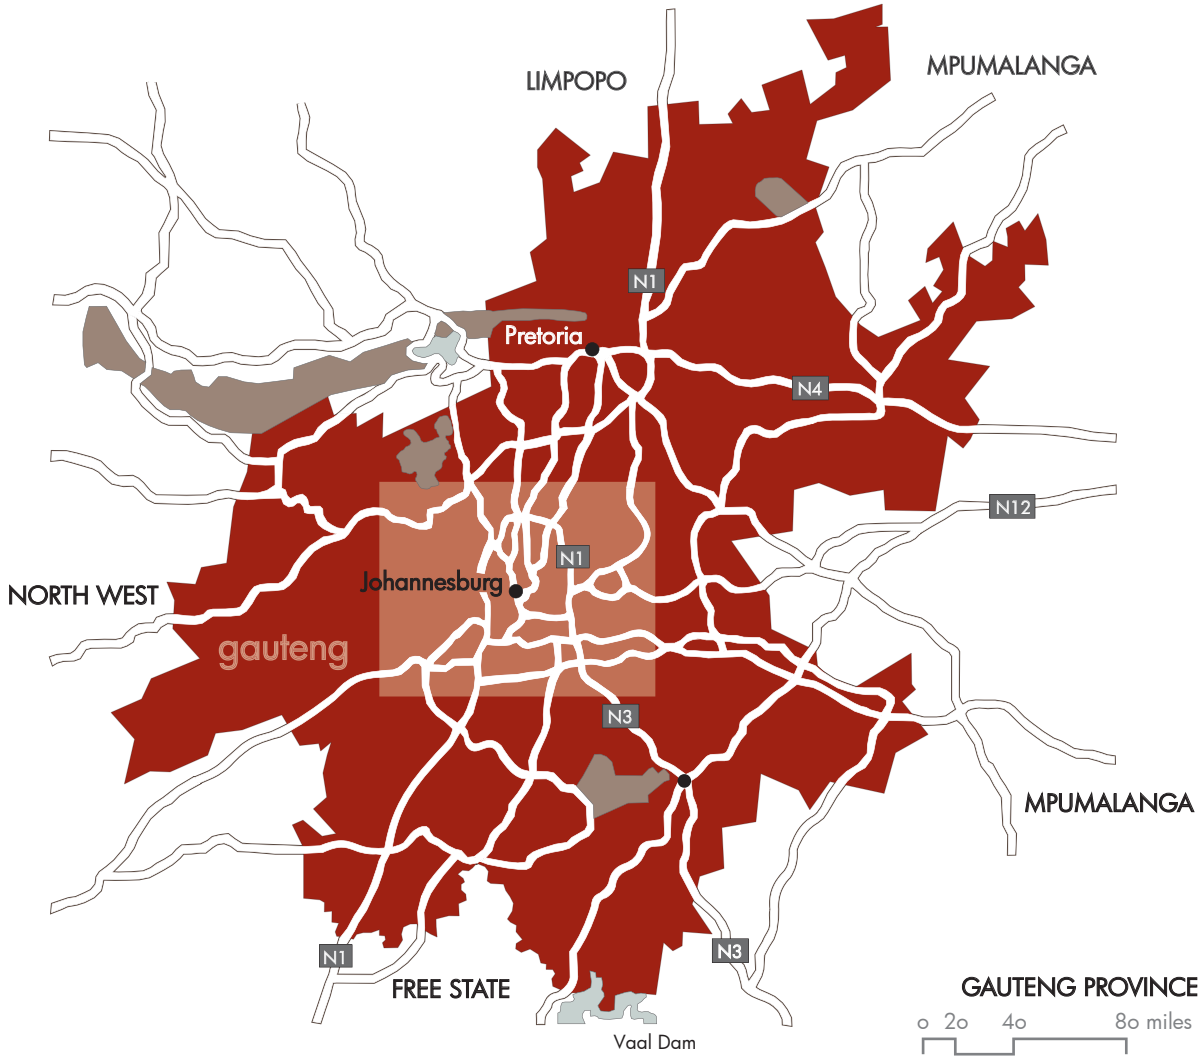 LIMPOPO
MPUMALANGA
N1
Pretoria
N4
N12
N1
Johannesburg
NORTH WEST
gauteng
N3
MPUMALANGA
N1
N3
FREE STATE
GAUTENG PROVINCE
0 20 40 80 miles
Vaal Dam